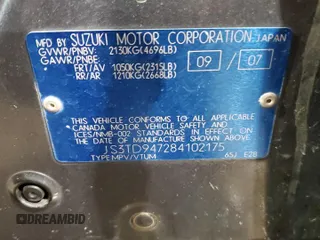 MFD BY SUZUKI MOTOR CORPORATION, JAPAN
GVWR/PNBV: 2130KG(4696LB)
GAWR/PNBE:
FRT/AV 1050KG(2315LB)
RR/AR 1210KG(2668LB)
09 / 07
THIS VEHICLE CONFORMS TO ALL APPLICABLE
CANADA MOTOR VEHICLE SAFETY AND
ICES/NMB-002 STANDARDS IN EFFECT ON
THE DATE OF MANUFACTURE SHOWN ABOVE
JS3TD947284102175
TYPE:MPV/VTUM 65J E28
© DREAMBID